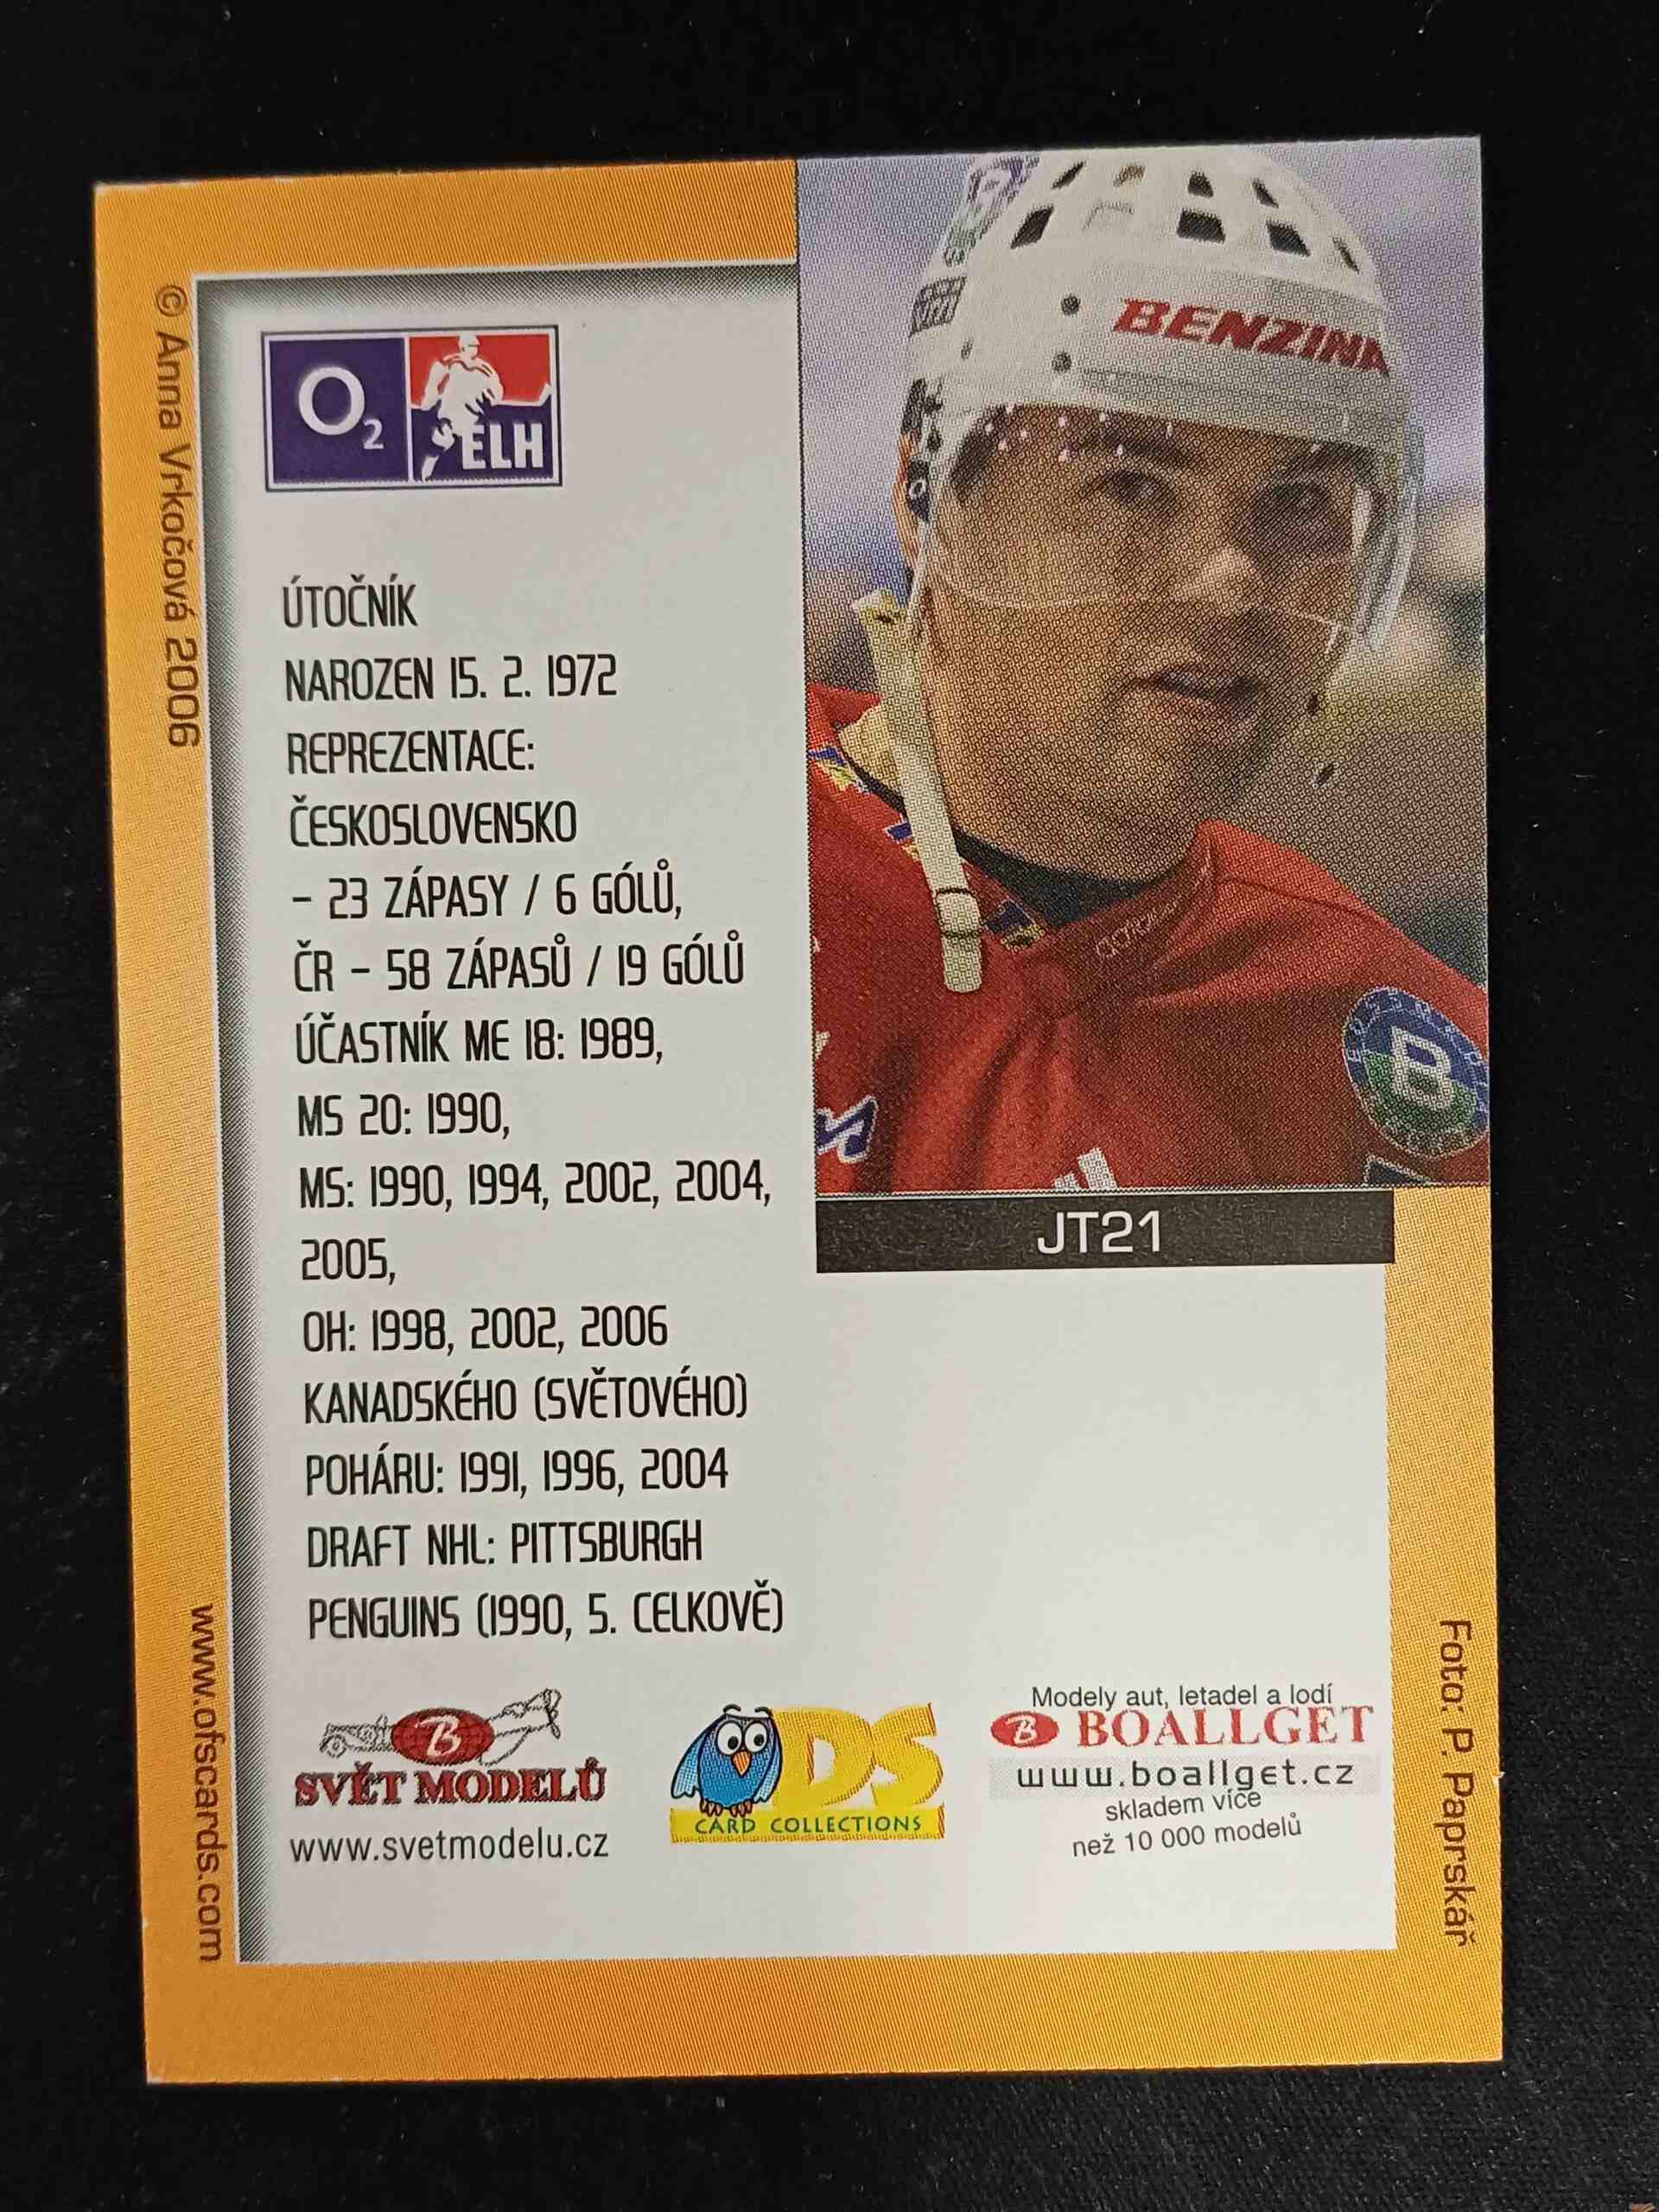 © Anna Vrkočová 2006
O2
ELH
BENZINA
ÚTOČNÍK
NAROZEN 15. 2. 1972
REPREZENTACE:
ČESKOSLOVENSKO
– 23 ZÁPASY / 6 GÓLŮ,
ČR – 58 ZÁPASŮ / 19 GÓLŮ
ÚČASTNÍK ME 18: 1989,
MS 20: 1990,
MS: 1990, 1994, 2002, 2004,
2005,
OH: 1998, 2002, 2006
KANADSKÉHO (SVĚTOVÉHO)
POHÁRU: 1991, 1996, 2004
DRAFT NHL: PITTSBURGH
PENGUINS (1990, 5. CELKOVĚ)
B
JT21
www.ofscards.com
Foto: P. Paprskář
B
SVĚT MODELŮ
www.svetmodelu.cz
DS
CARD COLLECTIONS
Modely aut, letadel a lodí
B BOALLGET
www.boallget.cz
skladem více
než 10 000 modelů